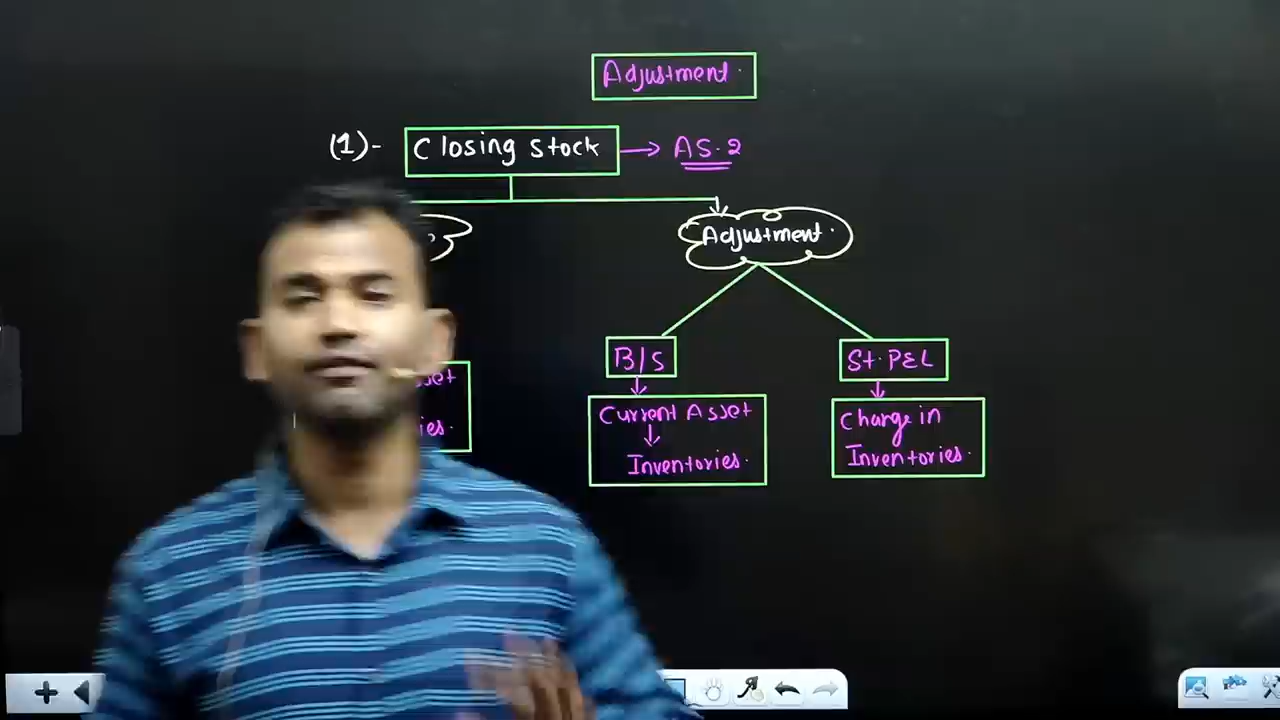 Adjustment.
(1)- Closing stock → AS.2
Adjustment.
B/S
St. P&L
Current Asset
↓
Inventories.
Change in
Inventories.